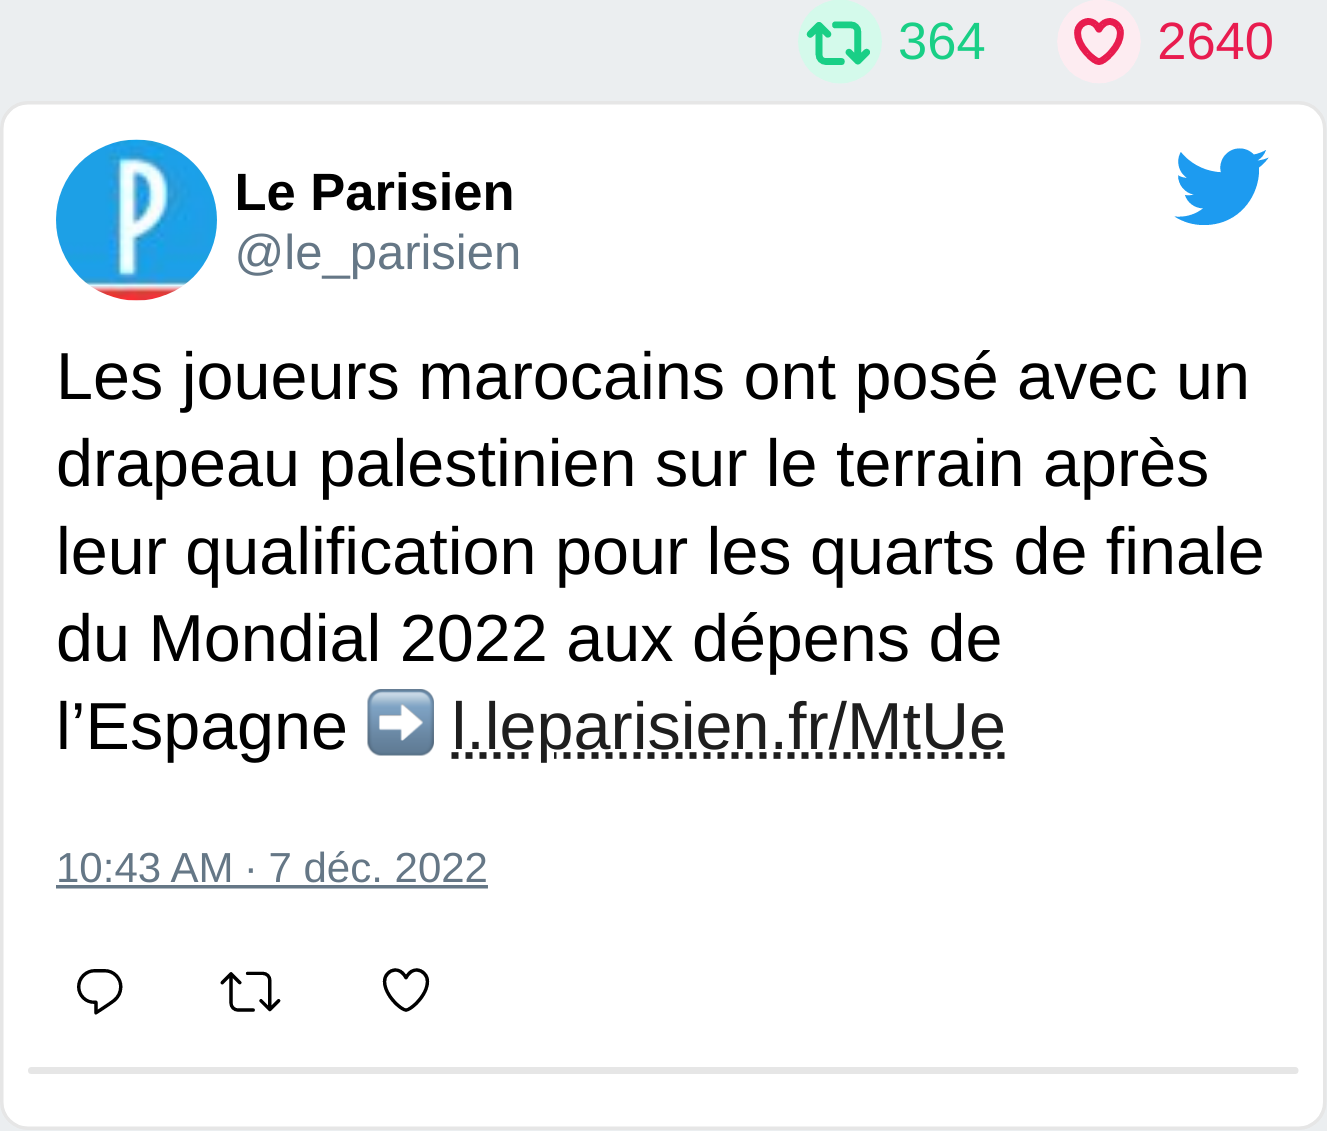 364 2640
Le Parisien
@le_parisien
Les joueurs marocains ont posé avec un
drapeau palestinien sur le terrain après
leur qualification pour les quarts de finale
du Mondial 2022 aux dépens de
l’Espagne ➡️ l.leparisien.fr/MtUe
10:43 AM · 7 déc. 2022